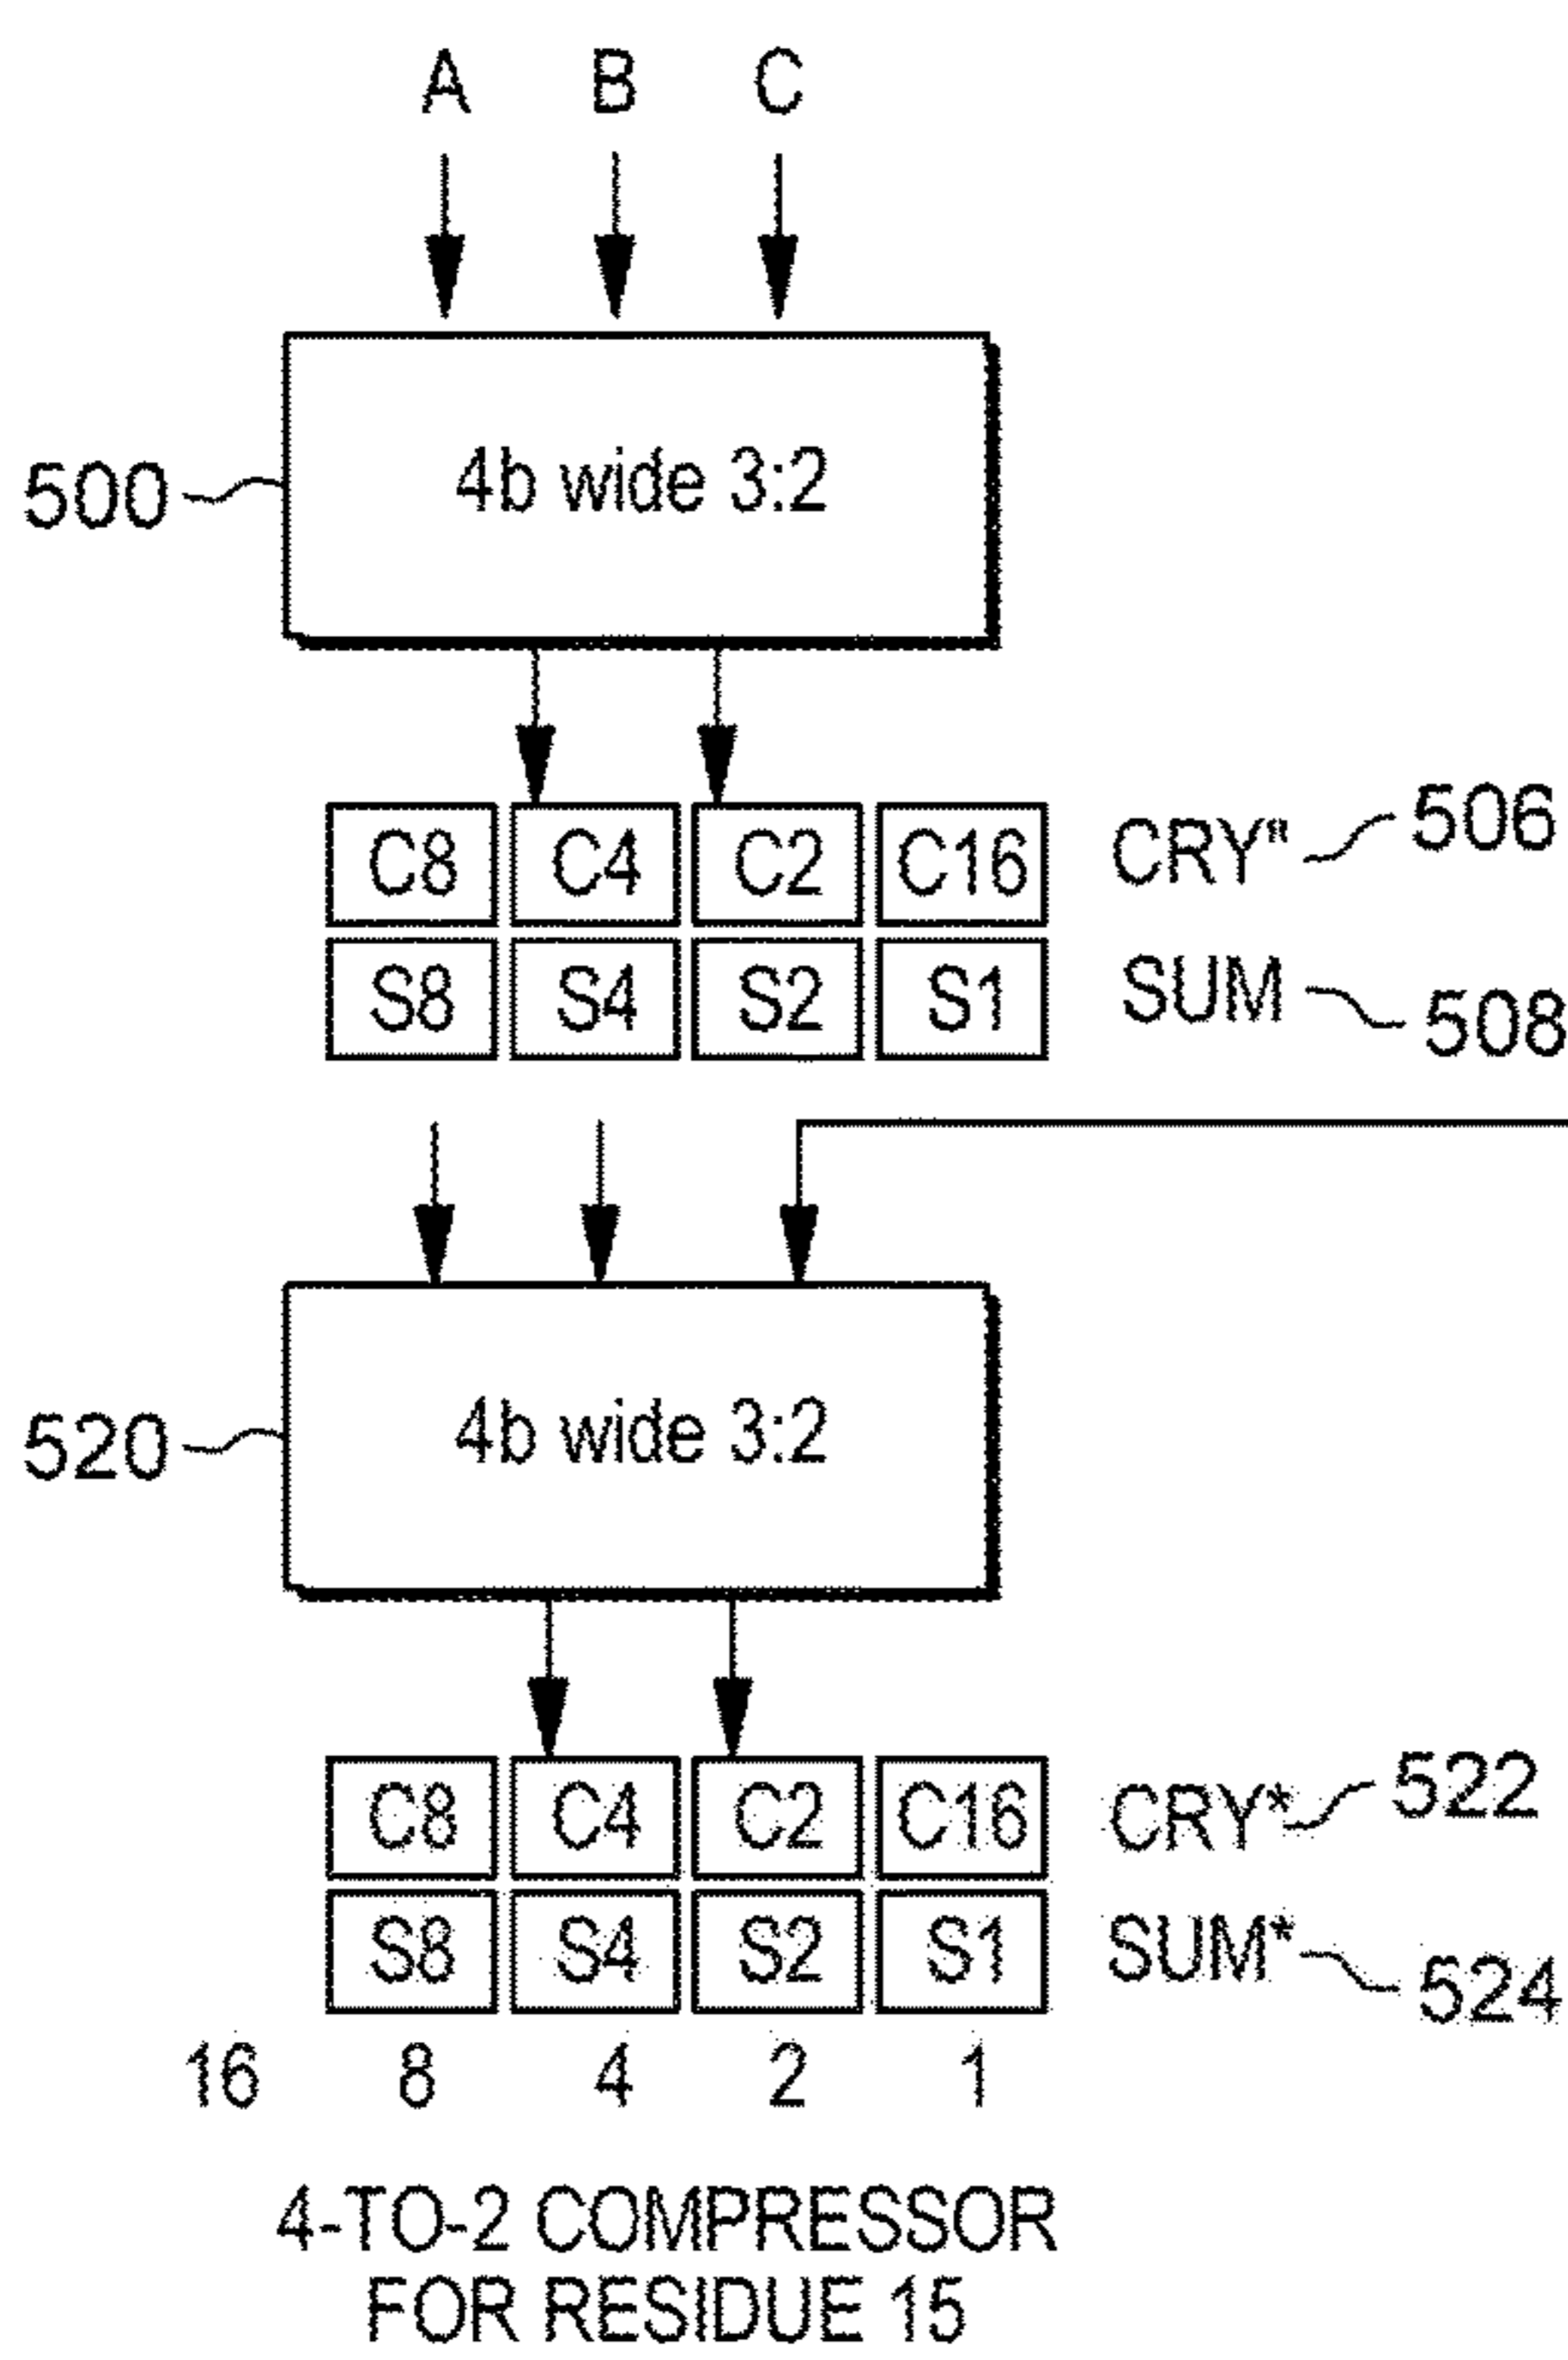 A B C
500 4b wide 3:2
C8 C4 C2 C16 CRY" 506
S8 S4 S2 S1 SUM 508
520 4b wide 3:2
C8 C4 C2 C16 CRY* 522
S8 S4 S2 S1 SUM* 524
16 8 4 2 1
4-TO-2 COMPRESSOR
FOR RESIDUE 15